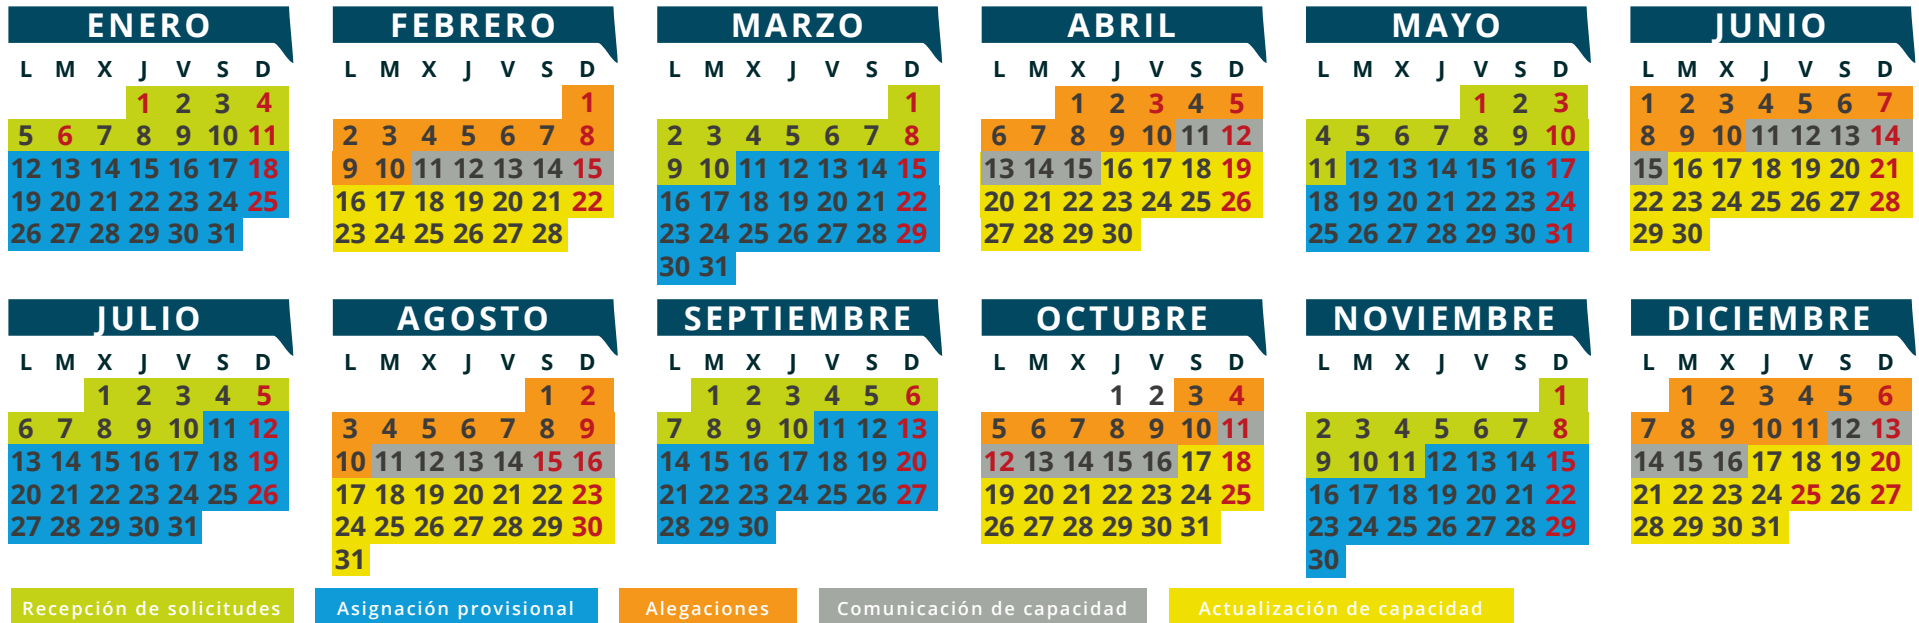 ENERO
L M X J V S D
1 2 3 4
5 6 7 8 9 10 11
12 13 14 15 16 17 18
19 20 21 22 23 24 25
26 27 28 29 30 31
FEBRERO
L M X J V S D
1
2 3 4 5 6 7 8
9 10 11 12 13 14 15
16 17 18 19 20 21 22
23 24 25 26 27 28
MARZO
L M X J V S D
1
2 3 4 5 6 7 8
9 10 11 12 13 14 15
16 17 18 19 20 21 22
23 24 25 26 27 28 29
30 31
ABRIL
L M X J V S D
1 2 3 4 5
6 7 8 9 10 11 12
13 14 15 16 17 18 19
20 21 22 23 24 25 26
27 28 29 30
MAYO
L M X J V S D
1 2 3
4 5 6 7 8 9 10
11 12 13 14 15 16 17
18 19 20 21 22 23 24
25 26 27 28 29 30 31
JUNIO
L M X J V S D
1 2 3 4 5 6 7
8 9 10 11 12 13 14
15 16 17 18 19 20 21
22 23 24 25 26 27 28
29 30
JULIO
L M X J V S D
1 2 3 4 5
6 7 8 9 10 11 12
13 14 15 16 17 18 19
20 21 22 23 24 25 26
27 28 29 30 31
AGOSTO
L M X J V S D
1 2
3 4 5 6 7 8 9
10 11 12 13 14 15 16
17 18 19 20 21 22 23
24 25 26 27 28 29 30
31
SEPTIEMBRE
L M X J V S D
1 2 3 4 5 6
7 8 9 10 11 12 13
14 15 16 17 18 19 20
21 22 23 24 25 26 27
28 29 30
OCTUBRE
L M X J V S D
1 2 3 4
5 6 7 8 9 10 11
12 13 14 15 16 17 18
19 20 21 22 23 24 25
26 27 28 29 30 31
NOVIEMBRE
L M X J V S D
1
2 3 4 5 6 7 8
9 10 11 12 13 14 15
16 17 18 19 20 21 22
23 24 25 26 27 28 29
30
DICIEMBRE
L M X J V S D
1 2 3 4 5 6
7 8 9 10 11 12 13
14 15 16 17 18 19 20
21 22 23 24 25 26 27
28 29 30 31
Recepción de solicitudes
Asignación provisional
Alegaciones
Comunicación de capacidad
Actualización de capacidad